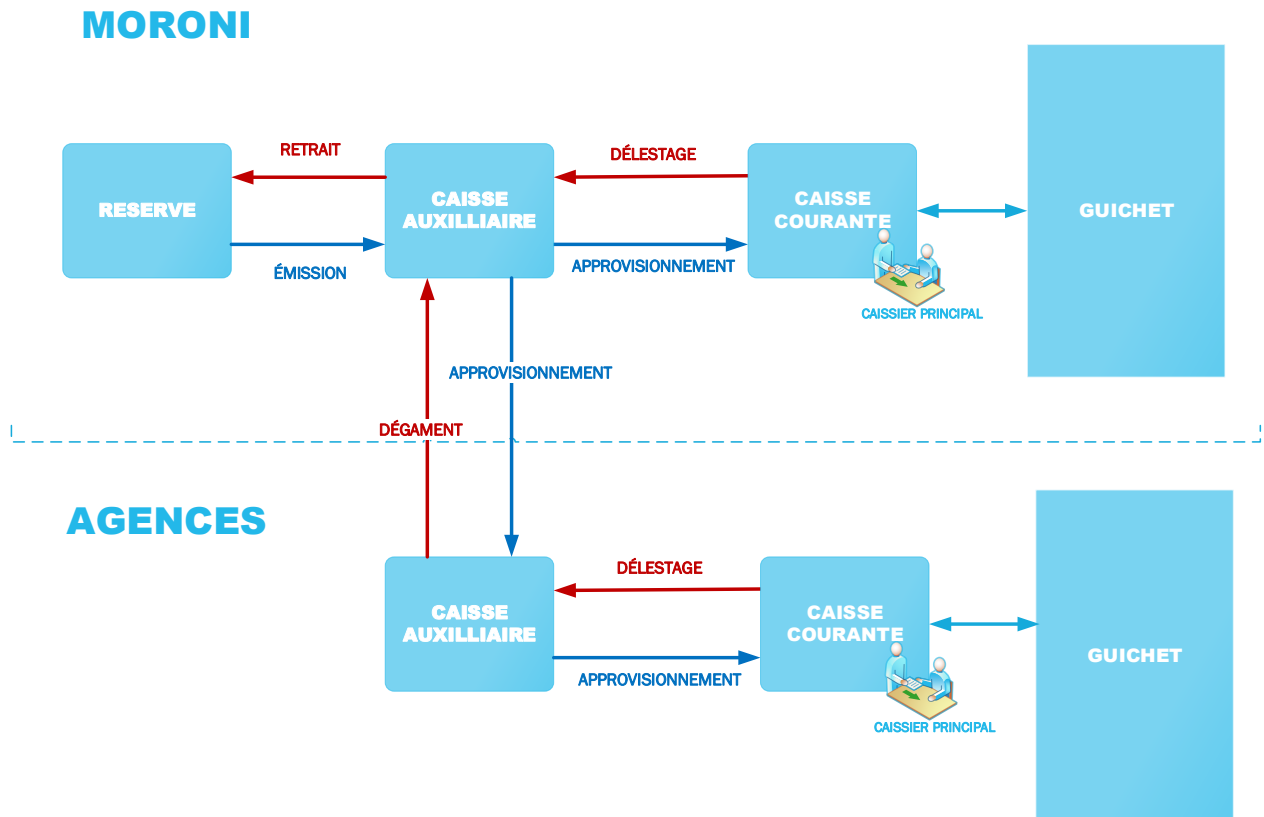 MORONI
RETRAIT
DÉLESTAGE
RESERVE
CAISSE
AUXILLIAIRE
CAISSE
COURANTE
GUICHET
ÉMISSION
APPROVISIONNEMENT
CAISSIER PRINCIPAL
APPROVISIONNEMENT
DÉGAMENT
AGENCES
DÉLESTAGE
CAISSE
AUXILLIAIRE
CAISSE
COURANTE
GUICHET
APPROVISIONNEMENT
CAISSIER PRINCIPAL